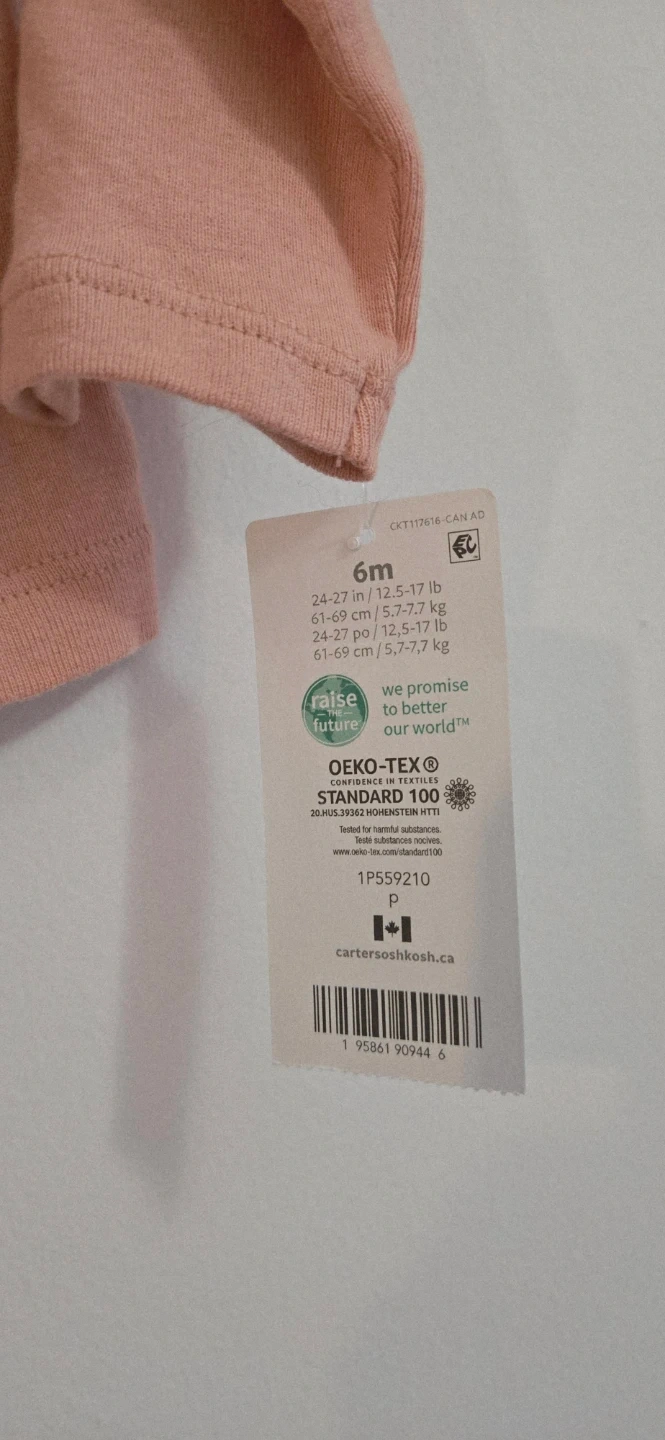 CKT117616-CAN AD
EPC
6m
24-27 in / 12.5-17 lb
61-69 cm / 5.7-7.7 kg
24-27 po / 12,5-17 lb
61-69 cm / 5,7-7,7 kg
raise
THE
future
we promise
to better
our world™
OEKO-TEX®
CONFIDENCE IN TEXTILES
STANDARD 100
20.HUS.39362 HOHENSTEIN HTTI
Tested for harmful substances.
Testé substances nocives.
www.oeko-tex.com/standard100
1P559210
p
cartersoshkosh.ca
1 95861 90944 6